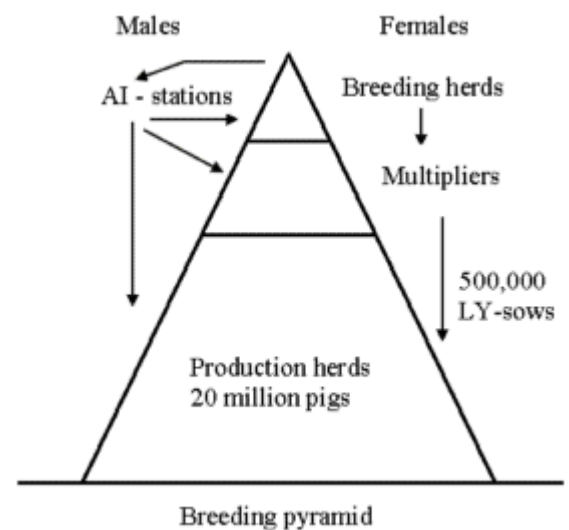 Males
Females
AI - stations
Breeding herds
Multipliers
500,000
LY-sows
Production herds
20 million pigs
Breeding pyramid